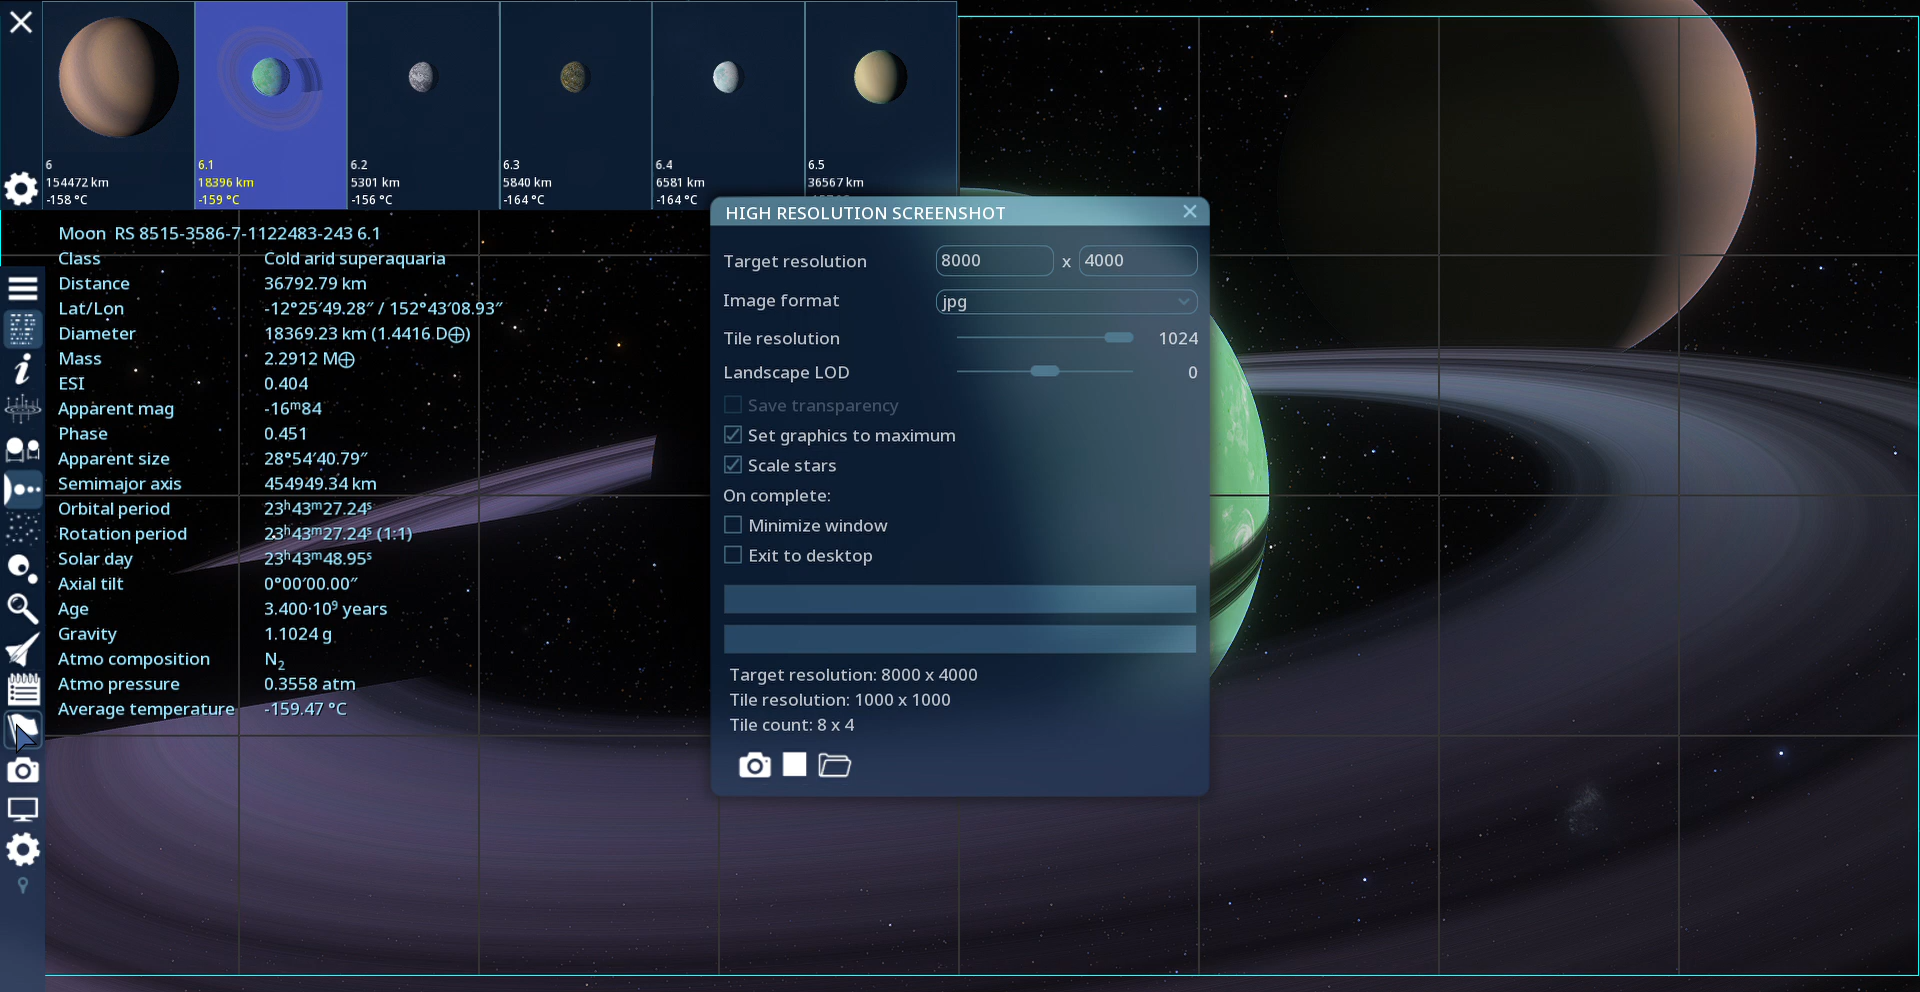 6
154472 km
-158 °C
6.1
18396 km
-159 °C
6.2
5301 km
-156 °C
6.3
5840 km
-164 °C
6.4
6581 km
-164 °C
6.5
36567 km
Moon RS 8515-3586-7-1122483-243 6.1
Class Cold arid superaquaria
Distance 36792.79 km
Lat/Lon -12°25′49.28″ / 152°43′08.93″
Diameter 18369.23 km (1.4416 D⊕)
Mass 2.2912 M⊕
ESI 0.404
Apparent mag -16ᵐ84
Phase 0.451
Apparent size 28°54′40.79″
Semimajor axis 454949.34 km
Orbital period 23ʰ43ᵐ27.24ˢ
Rotation period 23ʰ43ᵐ27.24ˢ (1:1)
Solar day 23ʰ43ᵐ48.95ˢ
Axial tilt 0°00′00.00″
Age 3.400·10⁹ years
Gravity 1.1024 g
Atmo composition N₂
Atmo pressure 0.3558 atm
Average temperature -159.47 °C
HIGH RESOLUTION SCREENSHOT
Target resolution 8000 x 4000
Image format jpg
Tile resolution 1024
Landscape LOD 0
Save transparency
Set graphics to maximum
Scale stars
On complete:
Minimize window
Exit to desktop
Target resolution: 8000 x 4000
Tile resolution: 1000 x 1000
Tile count: 8 x 4